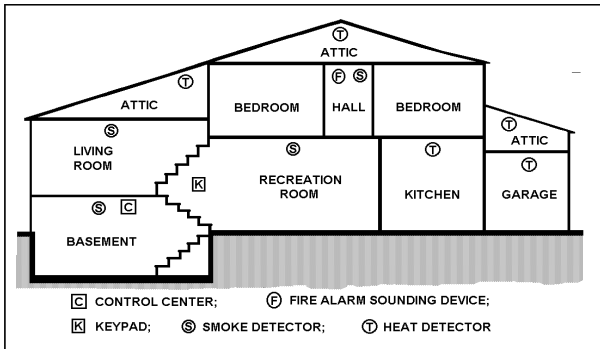 T
ATTIC
T
ATTIC
BEDROOM
F S
HALL
BEDROOM
T
ATTIC
S
LIVING
ROOM
S
RECREATION
ROOM
K
T
KITCHEN
T
GARAGE
S C
BASEMENT
C CONTROL CENTER; F FIRE ALARM SOUNDING DEVICE;
K KEYPAD; S SMOKE DETECTOR; T HEAT DETECTOR